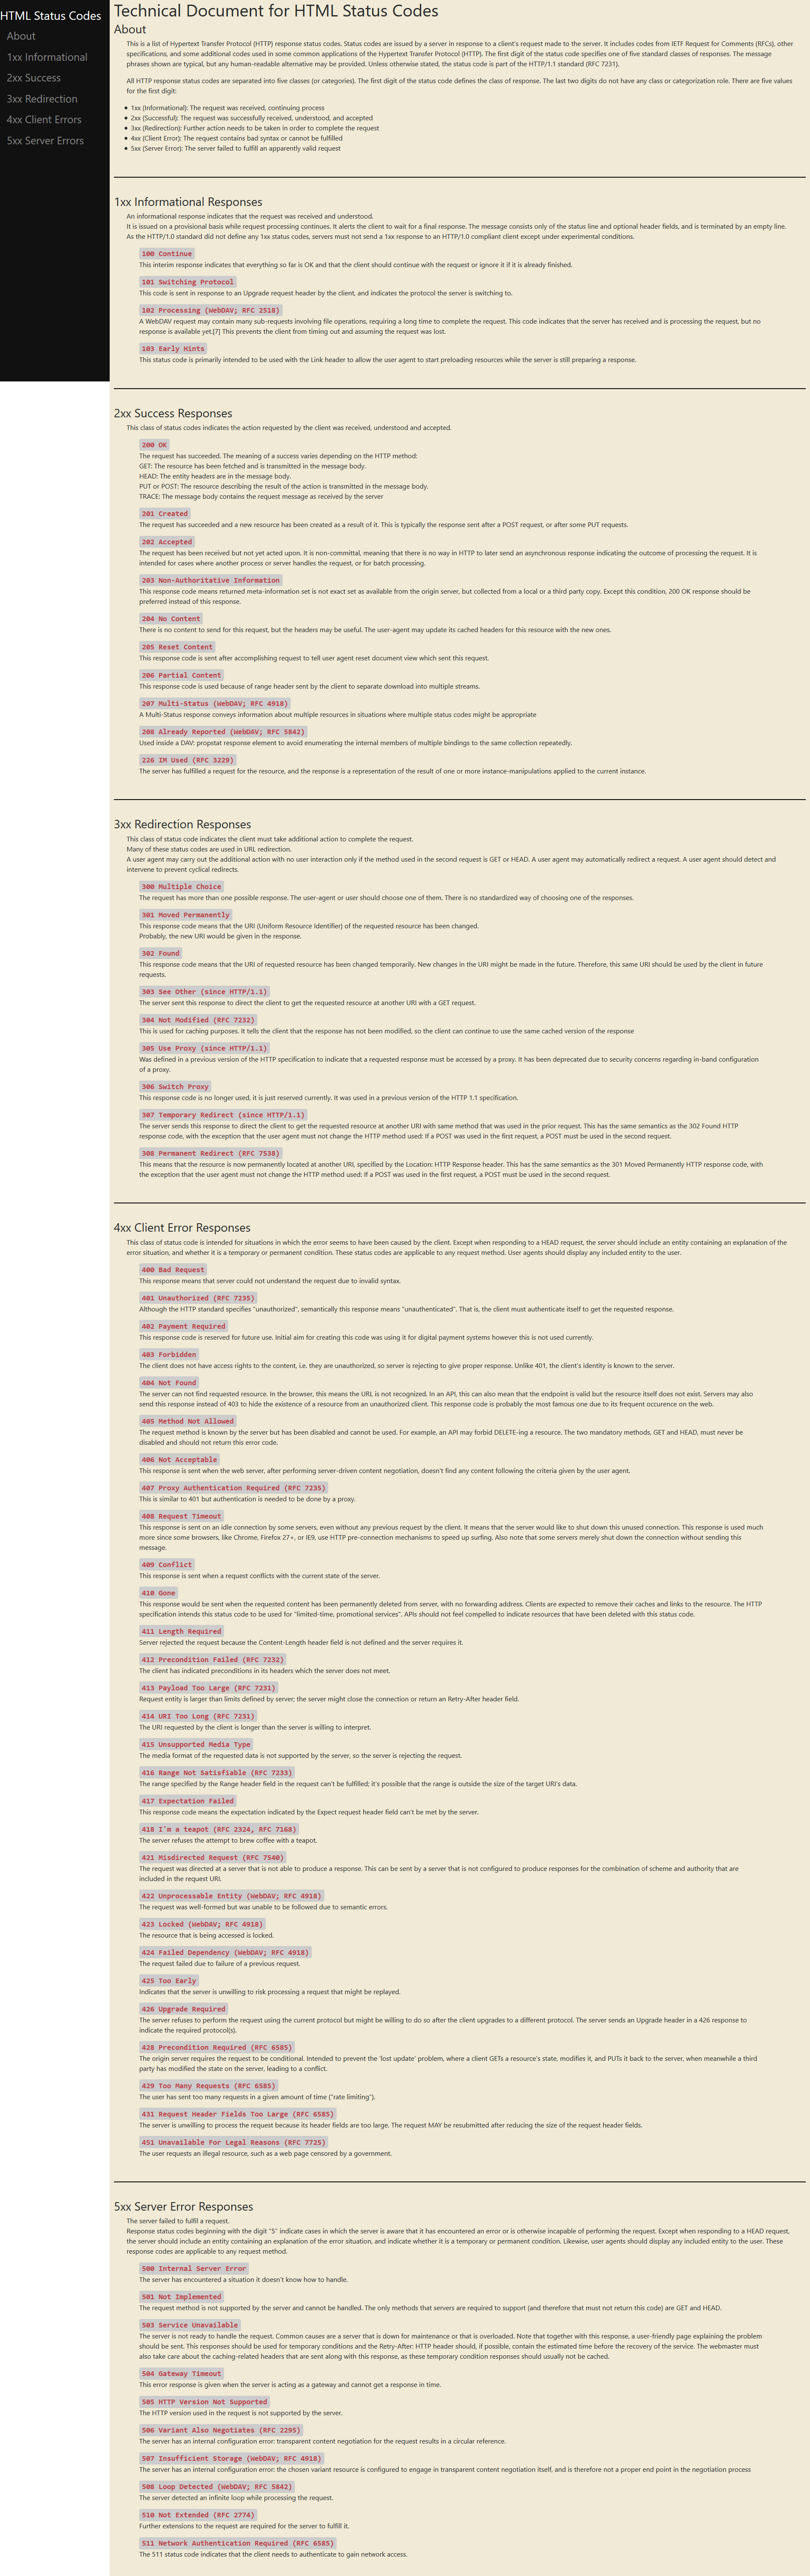 HTML Status Codes
About
1xx Informational
2xx Success
3xx Redirection
4xx Client Errors
5xx Server Errors
Technical Document for HTML Status Codes
About
This is a list of Hypertext Transfer Protocol (HTTP) response status codes. Status codes are issued by a server in response to a client's request made to the server. It includes codes from IETF Request for Comments (RFCs), other
specifications, and some additional codes used in some common applications of the Hypertext Transfer Protocol (HTTP). The first digit of the status code specifies one of five standard classes of responses. The message
phrases shown are typical, but any human-readable alternative may be provided. Unless otherwise stated, the status code is part of the HTTP/1.1 standard (RFC 7231).
All HTTP response status codes are separated into five classes (or categories). The first digit of the status code defines the class of response. The last two digits do not have any class or categorization role. There are five values
for the first digit:
• 1xx (Informational): The request was received, continuing process
• 2xx (Successful): The request was successfully received, understood, and accepted
• 3xx (Redirection): Further action needs to be taken in order to complete the request
• 4xx (Client Error): The request contains bad syntax or cannot be fulfilled
• 5xx (Server Error): The server failed to fulfill an apparently valid request
1xx Informational Responses
An informational response indicates that the request was received and understood.
It is issued on a provisional basis while request processing continues. It alerts the client to wait for a final response. The message consists only of the status line and optional header fields, and is terminated by an empty line.
As the HTTP/1.0 standard did not define any 1xx status codes, servers must not send a 1xx response to an HTTP/1.0 compliant client except under experimental conditions.
100 Continue
This interim response indicates that everything so far is OK and that the client should continue with the request or ignore it if it is already finished.
101 Switching Protocol
This code is sent in response to an Upgrade request header by the client, and indicates the protocol the server is switching to.
102 Processing (WebDAV; RFC 2518)
A WebDAV request may contain many sub-requests involving file operations, requiring a long time to complete the request. This code indicates that the server has received and is processing the request, but no
response is available yet.[7] This prevents the client from timing out and assuming the request was lost.
103 Early Hints
This status code is primarily intended to be used with the Link header to allow the user agent to start preloading resources while the server is still preparing a response.
2xx Success Responses
This class of status codes indicates the action requested by the client was received, understood and accepted.
200 OK
The request has succeeded. The meaning of a success varies depending on the HTTP method:
GET: The resource has been fetched and is transmitted in the message body.
HEAD: The entity headers are in the message body.
PUT or POST: The resource describing the result of the action is transmitted in the message body.
TRACE: The message body contains the request message as received by the server
201 Created
The request has succeeded and a new resource has been created as a result of it. This is typically the response sent after a POST request, or after some PUT requests.
202 Accepted
The request has been received but not yet acted upon. It is non-committal, meaning that there is no way in HTTP to later send an asynchronous response indicating the outcome of processing the request. It is
intended for cases where another process or server handles the request, or for batch processing.
203 Non-Authoritative Information
This response code means returned meta-information set is not exact set as available from the origin server, but collected from a local or a third party copy. Except this condition, 200 OK response should be
preferred instead of this response.
204 No Content
There is no content to send for this request, but the headers may be useful. The user-agent may update its cached headers for this resource with the new ones.
205 Reset Content
This response code is sent after accomplishing request to tell user agent reset document view which sent this request.
206 Partial Content
This response code is used because of range header sent by the client to separate download into multiple streams.
207 Multi-Status (WebDAV; RFC 4918)
A Multi-Status response conveys information about multiple resources in situations where multiple status codes might be appropriate
208 Already Reported (WebDAV; RFC 5842)
Used inside a DAV: propstat response element to avoid enumerating the internal members of multiple bindings to the same collection repeatedly.
226 IM Used (RFC 3229)
The server has fulfilled a request for the resource, and the response is a representation of the result of one or more instance-manipulations applied to the current instance.
3xx Redirection Responses
This class of status code indicates the client must take additional action to complete the request.
Many of these status codes are used in URL redirection.
A user agent may carry out the additional action with no user interaction only if the method used in the second request is GET or HEAD. A user agent may automatically redirect a request. A user agent should detect and
intervene to prevent cyclical redirects.
300 Multiple Choice
The request has more than one possible response. The user-agent or user should choose one of them. There is no standardized way of choosing one of the responses.
301 Moved Permanently
This response code means that the URI (Uniform Resource Identifier) of the requested resource has been changed.
Probably, the new URI would be given in the response.
302 Found
This response code means that the URI of requested resource has been changed temporarily. New changes in the URI might be made in the future. Therefore, this same URI should be used by the client in future
requests.
303 See Other (since HTTP/1.1)
The server sent this response to direct the client to get the requested resource at another URI with a GET request.
304 Not Modified (RFC 7232)
This is used for caching purposes. It tells the client that the response has not been modified, so the client can continue to use the same cached version of the response
305 Use Proxy (since HTTP/1.1)
Was defined in a previous version of the HTTP specification to indicate that a requested response must be accessed by a proxy. It has been deprecated due to security concerns regarding in-band configuration
of a proxy.
306 Switch Proxy
This response code is no longer used, it is just reserved currently. It was used in a previous version of the HTTP 1.1 specification.
307 Temporary Redirect (since HTTP/1.1)
The server sends this response to direct the client to get the requested resource at another URI with same method that was used in the prior request. This has the same semantics as the 302 Found HTTP
response code, with the exception that the user agent must not change the HTTP method used: If a POST was used in the first request, a POST must be used in the second request.
308 Permanent Redirect (RFC 7538)
This means that the resource is now permanently located at another URI, specified by the Location: HTTP Response header. This has the same semantics as the 301 Moved Permanently HTTP response code, with
the exception that the user agent must not change the HTTP method used: If a POST was used in the first request, a POST must be used in the second request.
4xx Client Error Responses
This class of status code is intended for situations in which the error seems to have been caused by the client. Except when responding to a HEAD request, the server should include an entity containing an explanation of the
error situation, and whether it is a temporary or permanent condition. These status codes are applicable to any request method. User agents should display any included entity to the user.
400 Bad Request
This response means that server could not understand the request due to invalid syntax.
401 Unauthorized (RFC 7235)
Although the HTTP standard specifies "unauthorized", semantically this response means "unauthenticated". That is, the client must authenticate itself to get the requested response.
402 Payment Required
This response code is reserved for future use. Initial aim for creating this code was using it for digital payment systems however this is not used currently.
403 Forbidden
The client does not have access rights to the content, i.e. they are unauthorized, so server is rejecting to give proper response. Unlike 401, the client's identity is known to the server.
404 Not Found
The server can not find requested resource. In the browser, this means the URL is not recognized. In an API, this can also mean that the endpoint is valid but the resource itself does not exist. Servers may also
send this response instead of 403 to hide the existence of a resource from an unauthorized client. This response code is probably the most famous one due to its frequent occurence on the web.
405 Method Not Allowed
The request method is known by the server but has been disabled and cannot be used. For example, an API may forbid DELETE-ing a resource. The two mandatory methods, GET and HEAD, must never be
disabled and should not return this error code.
406 Not Acceptable
This response is sent when the web server, after performing server-driven content negotiation, doesn't find any content following the criteria given by the user agent.
407 Proxy Authentication Required (RFC 7235)
This is similar to 401 but authentication is needed to be done by a proxy.
408 Request Timeout
This response is sent on an idle connection by some servers, even without any previous request by the client. It means that the server would like to shut down this unused connection. This response is used much
more since some browsers, like Chrome, Firefox 27+, or IE9, use HTTP pre-connection mechanisms to speed up surfing. Also note that some servers merely shut down the connection without sending this
message.
409 Conflict
This response is sent when a request conflicts with the current state of the server.
410 Gone
This response would be sent when the requested content has been permanently deleted from server, with no forwarding address. Clients are expected to remove their caches and links to the resource. The HTTP
specification intends this status code to be used for "limited-time, promotional services". APIs should not feel compelled to indicate resources that have been deleted with this status code.
411 Length Required
Server rejected the request because the Content-Length header field is not defined and the server requires it.
412 Precondition Failed (RFC 7232)
The client has indicated preconditions in its headers which the server does not meet.
413 Payload Too Large (RFC 7231)
Request entity is larger than limits defined by server; the server might close the connection or return an Retry-After header field.
414 URI Too Long (RFC 7231)
The URI requested by the client is longer than the server is willing to interpret.
415 Unsupported Media Type
The media format of the requested data is not supported by the server, so the server is rejecting the request.
416 Range Not Satisfiable (RFC 7233)
The range specified by the Range header field in the request can't be fulfilled; it's possible that the range is outside the size of the target URI's data.
417 Expectation Failed
This response code means the expectation indicated by the Expect request header field can't be met by the server.
418 I'm a teapot (RFC 2324, RFC 7168)
The server refuses the attempt to brew coffee with a teapot.
421 Misdirected Request (RFC 7540)
The request was directed at a server that is not able to produce a response. This can be sent by a server that is not configured to produce responses for the combination of scheme and authority that are
included in the request URI.
422 Unprocessable Entity (WebDAV; RFC 4918)
The request was well-formed but was unable to be followed due to semantic errors.
423 Locked (WebDAV; RFC 4918)
The resource that is being accessed is locked.
424 Failed Dependency (WebDAV; RFC 4918)
The request failed due to failure of a previous request.
425 Too Early
Indicates that the server is unwilling to risk processing a request that might be replayed.
426 Upgrade Required
The server refuses to perform the request using the current protocol but might be willing to do so after the client upgrades to a different protocol. The server sends an Upgrade header in a 426 response to
indicate the required protocol(s).
428 Precondition Required (RFC 6585)
The origin server requires the request to be conditional. Intended to prevent the 'lost update' problem, where a client GETs a resource's state, modifies it, and PUTs it back to the server, when meanwhile a third
party has modified the state on the server, leading to a conflict.
429 Too Many Requests (RFC 6585)
The user has sent too many requests in a given amount of time ("rate limiting").
431 Request Header Fields Too Large (RFC 6585)
The server is unwilling to process the request because its header fields are too large. The request MAY be resubmitted after reducing the size of the request header fields.
451 Unavailable For Legal Reasons (RFC 7725)
The user requests an illegal resource, such as a web page censored by a government.
5xx Server Error Responses
The server failed to fulfil a request.
Response status codes beginning with the digit "5" indicate cases in which the server is aware that it has encountered an error or is otherwise incapable of performing the request. Except when responding to a HEAD request,
the server should include an entity containing an explanation of the error situation, and indicate whether it is a temporary or permanent condition. Likewise, user agents should display any included entity to the user. These
response codes are applicable to any request method.
500 Internal Server Error
The server has encountered a situation it doesn't know how to handle.
501 Not Implemented
The request method is not supported by the server and cannot be handled. The only methods that servers are required to support (and therefore that must not return this code) are GET and HEAD.
503 Service Unavailable
The server is not ready to handle the request. Common causes are a server that is down for maintenance or that is overloaded. Note that together with this response, a user-friendly page explaining the problem
should be sent. This responses should be used for temporary conditions and the Retry-After: HTTP header should, if possible, contain the estimated time before the recovery of the service. The webmaster must
also take care about the caching-related headers that are sent along with this response, as these temporary condition responses should usually not be cached.
504 Gateway Timeout
This error response is given when the server is acting as a gateway and cannot get a response in time.
505 HTTP Version Not Supported
The HTTP version used in the request is not supported by the server.
506 Variant Also Negotiates (RFC 2295)
The server has an internal configuration error: transparent content negotiation for the request results in a circular reference.
507 Insufficient Storage (WebDAV; RFC 4918)
The server has an internal configuration error: the chosen variant resource is configured to engage in transparent content negotiation itself, and is therefore not a proper end point in the negotiation process
508 Loop Detected (WebDAV; RFC 5842)
The server detected an infinite loop while processing the request.
510 Not Extended (RFC 2774)
Further extensions to the request are required for the server to fulfill it.
511 Network Authentication Required (RFC 6585)
The 511 status code indicates that the client needs to authenticate to gain network access.